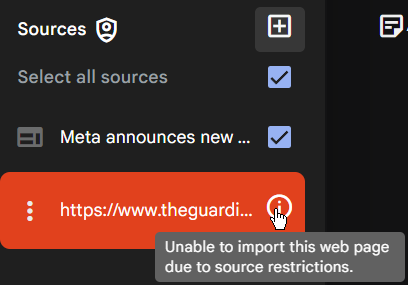 Sources
Select all sources
Meta announces new ...
https://www.theguardi...
Unable to import this web page
due to source restrictions.